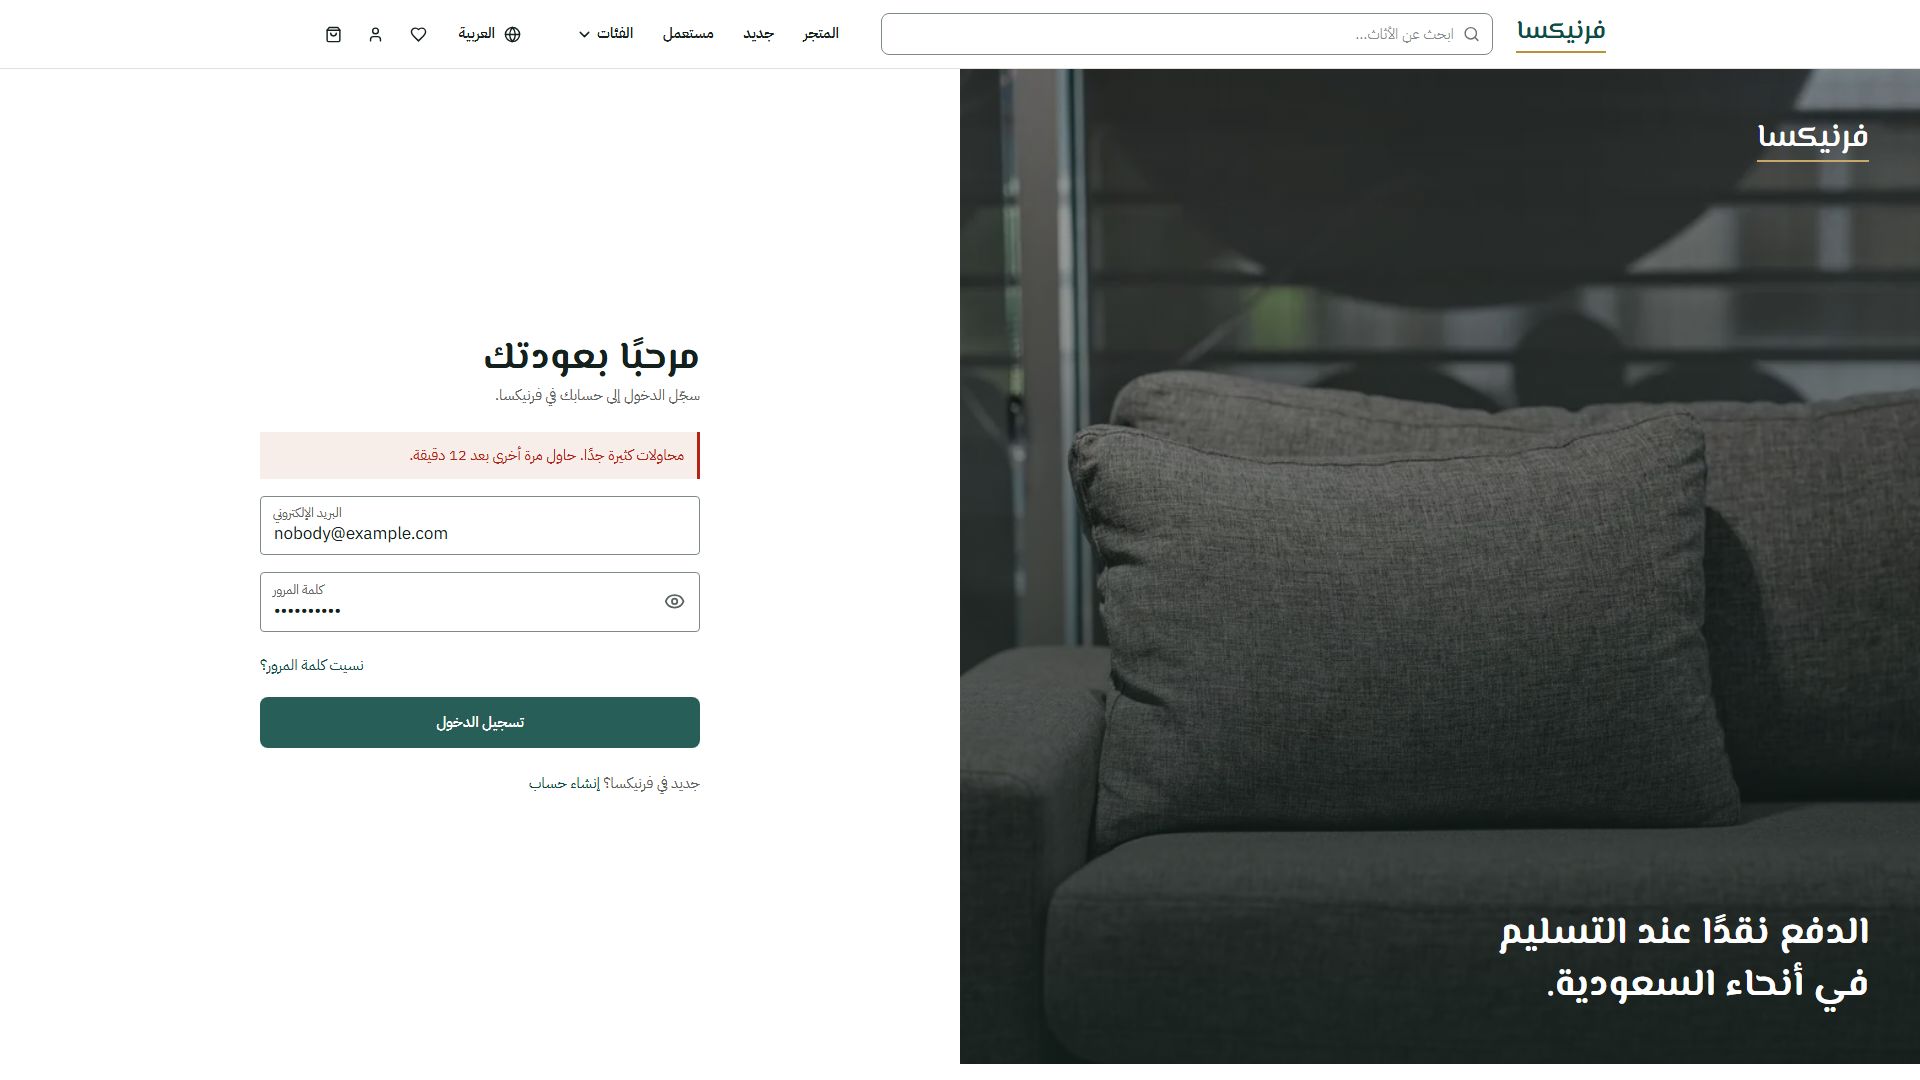 فرنيكسا
ابحث عن الأثاث...
المتجر
جديد
مستعمل
الفئات
العربية
فرنيكسا
الدفع نقدًا عند التسليم
في أنحاء السعودية.
مرحبًا بعودتك
سجّل الدخول إلى حسابك في فرنيكسا.
محاولات كثيرة جدًا. حاول مرة أخرى بعد 12 دقيقة.
البريد الإلكتروني
nobody@example.com
كلمة المرور
••••••••••
نسيت كلمة المرور؟
تسجيل الدخول
جديد في فرنيكسا؟ إنشاء حساب